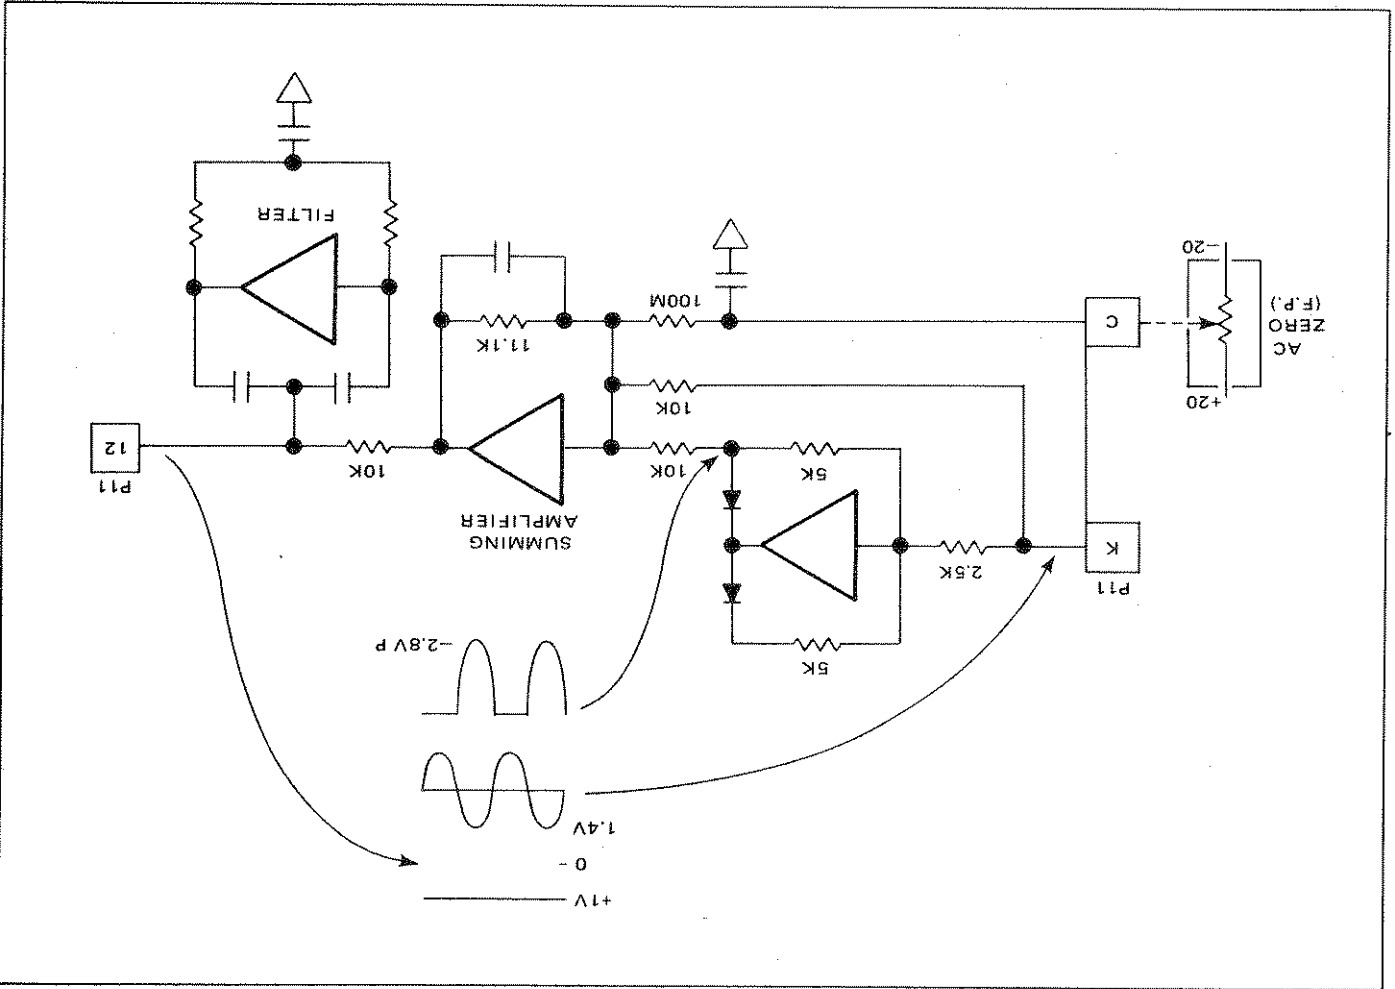 +1V
0 -
1.4V
-2.8V P
5K
P11
K
2.5K
SUMMING
AMPLIFIER
5K
10K
10K
P11
12
+20
10K
AC
ZERO
(F.P.)
-20
C
11.1K
100M
FILTER